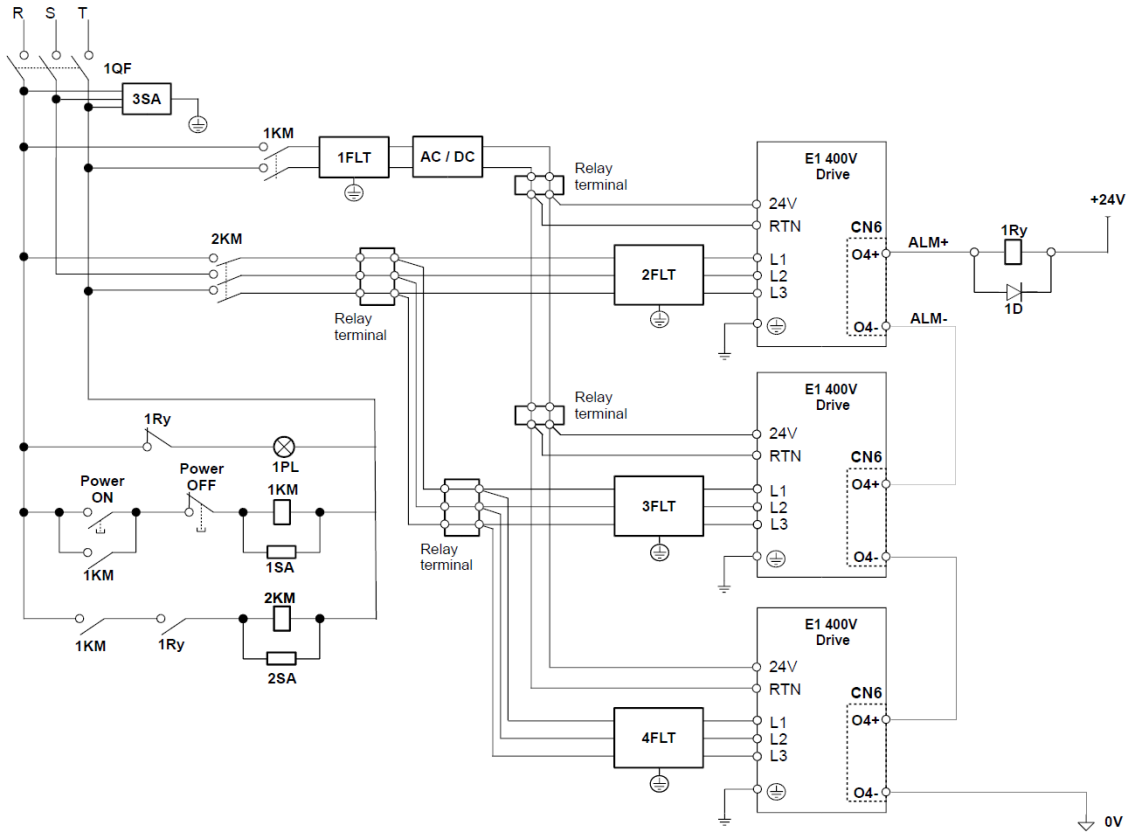 R S T
1QF
3SA
1KM
1FLT
AC / DC
Relay
terminal
E1 400V
Drive
24V
RTN
CN6
+24V
1Ry
ALM+
O4+
2KM
2FLT
L1
L2
L3
1D
Relay
terminal
O4-
ALM-
E1 400V
Drive
Relay
terminal
24V
RTN
CN6
1Ry
1PL
Power
ON
Power
OFF
1KM
1KM
1SA
3FLT
L1
L2
L3
O4+
Relay
terminal
O4-
2KM
1KM
1Ry
2SA
E1 400V
Drive
24V
RTN
CN6
4FLT
L1
L2
L3
O4+
O4-
0V